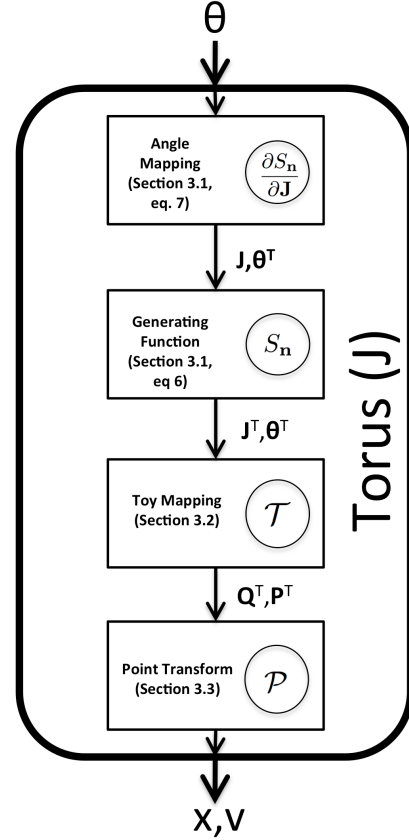 θ
Angle
Mapping
(Section 3.1,
eq. 7)
∂Sₙ
∂J
J,θᵀ
Generating
Function
(Section 3.1,
eq 6)
Sₙ
Jᵀ,θᵀ
Toy Mapping
(Section 3.2)
𝒯
Qᵀ,Pᵀ
Point Transform
(Section 3.3)
𝒫
x,v
Torus (J)